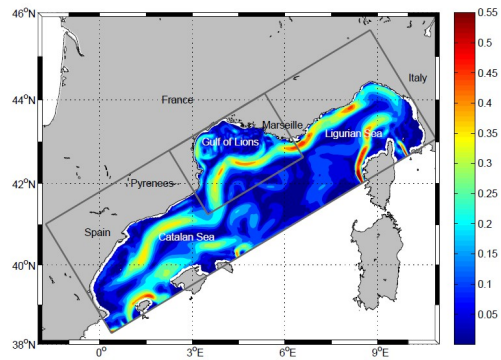 46°N
44°N
42°N
40°N
38°N
0°
3°E
6°E
9°E
France
Italy
Marseille
Gulf of Lions
Ligurian Sea
Pyrenees
Spain
Catalan Sea
0.55
0.5
0.45
0.4
0.35
0.3
0.25
0.2
0.15
0.1
0.05